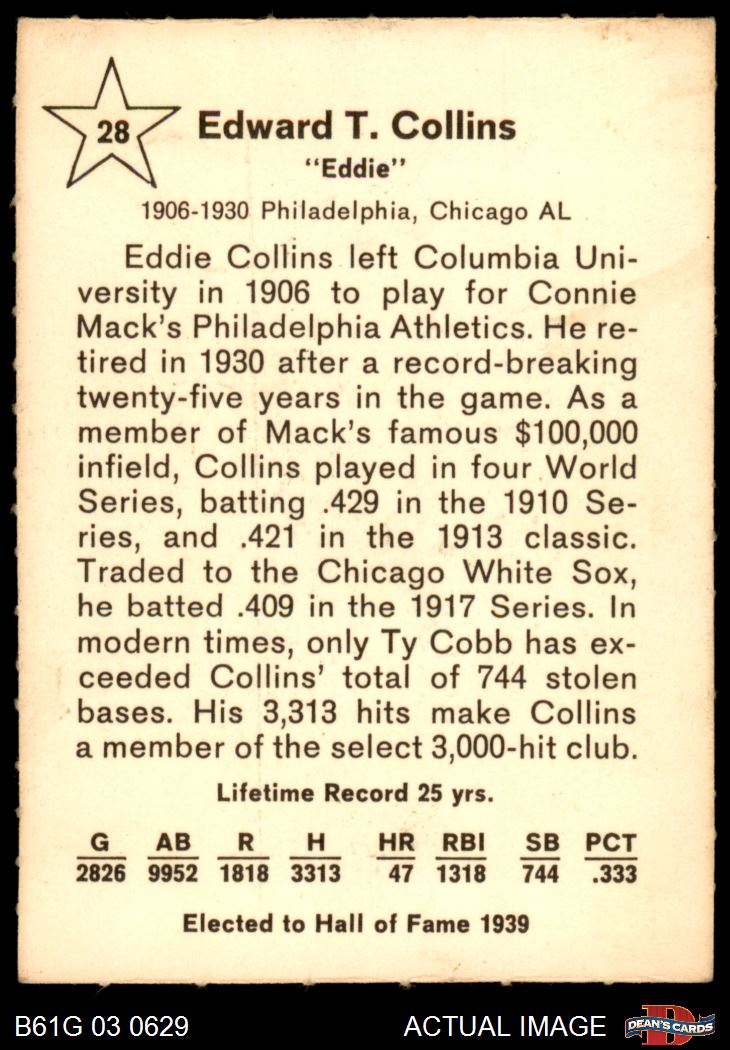 28
Edward T. Collins
"Eddie"
1906-1930 Philadelphia, Chicago AL
Eddie Collins left Columbia Uni-
versity in 1906 to play for Connie
Mack's Philadelphia Athletics. He re-
tired in 1930 after a record-breaking
twenty-five years in the game. As a
member of Mack's famous $100,000
infield, Collins played in four World
Series, batting .429 in the 1910 Se-
ries, and .421 in the 1913 classic.
Traded to the Chicago White Sox,
he batted .409 in the 1917 Series. In
modern times, only Ty Cobb has ex-
ceeded Collins' total of 744 stolen
bases. His 3,313 hits make Collins
a member of the select 3,000-hit club.
Lifetime Record 25 yrs.
G AB R H HR RBI SB PCT
2826 9952 1818 3313 47 1318 744 .333
Elected to Hall of Fame 1939
B61G 03 0629 ACTUAL IMAGE D DEAN'S CARDS